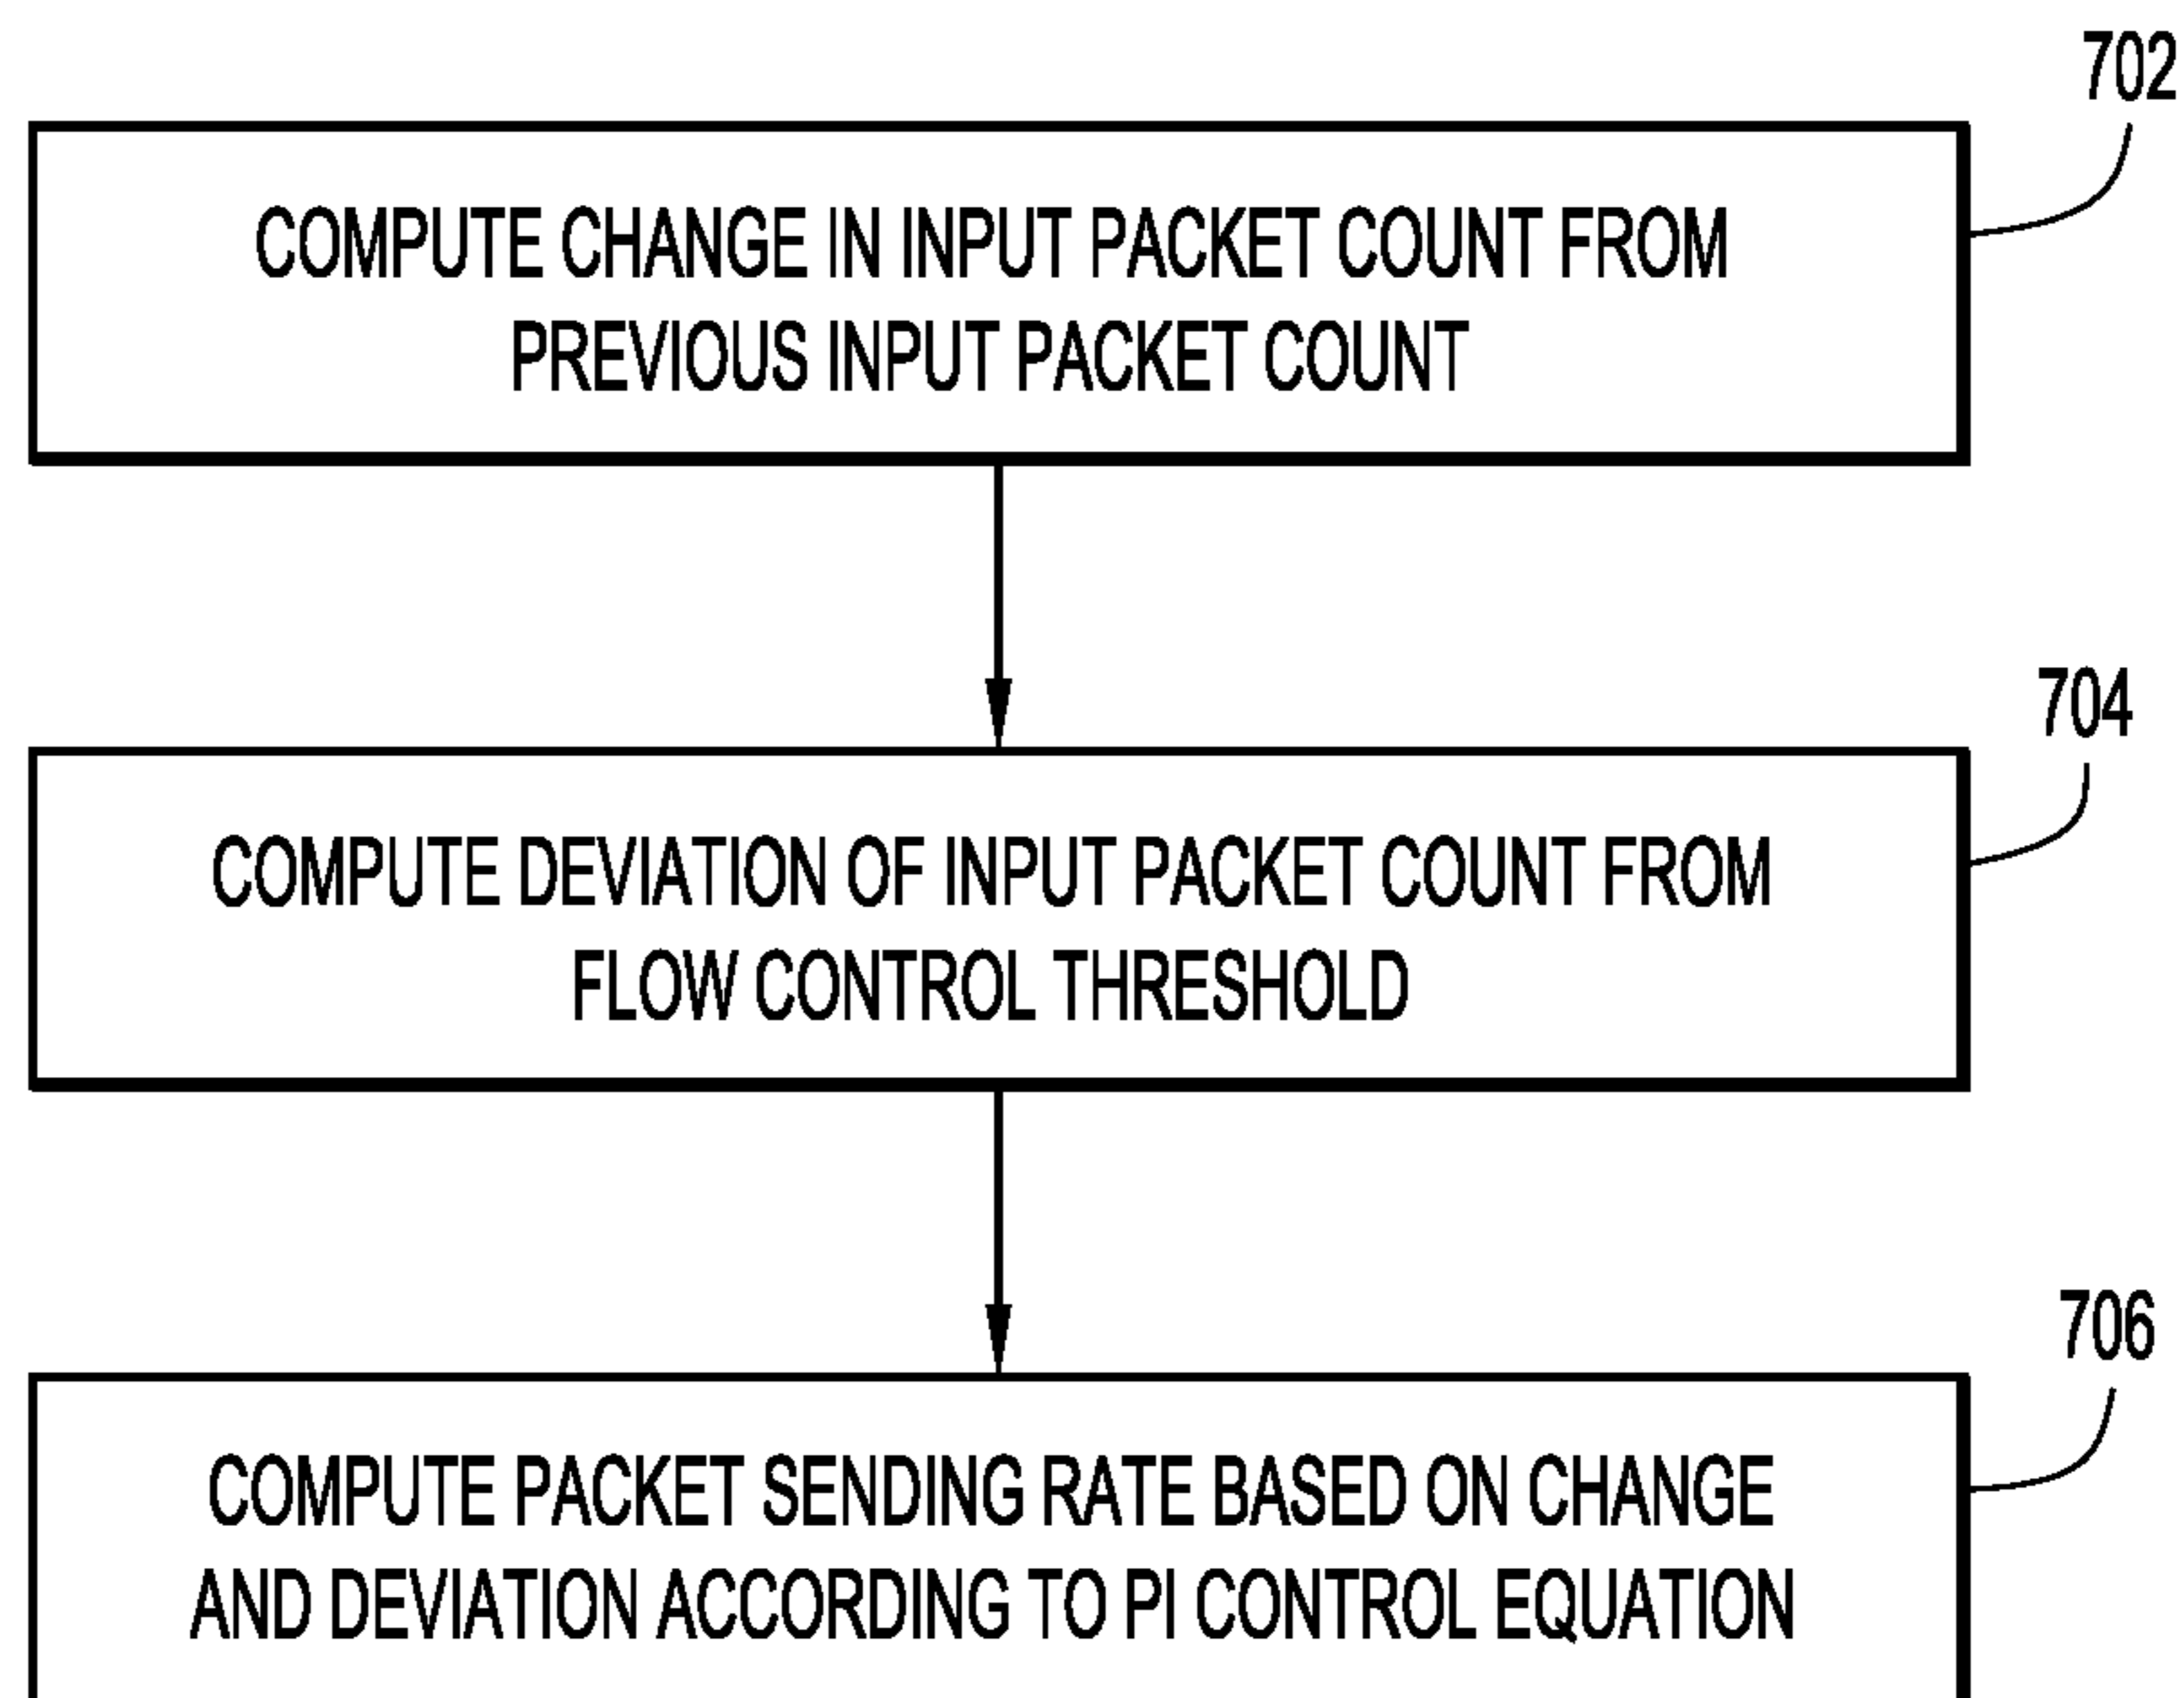 702
COMPUTE CHANGE IN INPUT PACKET COUNT FROM
PREVIOUS INPUT PACKET COUNT
704
COMPUTE DEVIATION OF INPUT PACKET COUNT FROM
FLOW CONTROL THRESHOLD
706
COMPUTE PACKET SENDING RATE BASED ON CHANGE
AND DEVIATION ACCORDING TO PI CONTROL EQUATION